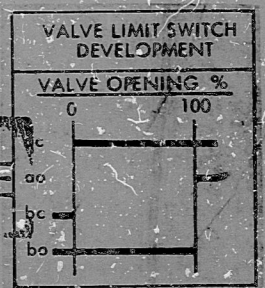 VALVE LIMIT SWITCH
DEVELOPMENT
VALVE OPENING %
0 100
ao
bc
bo